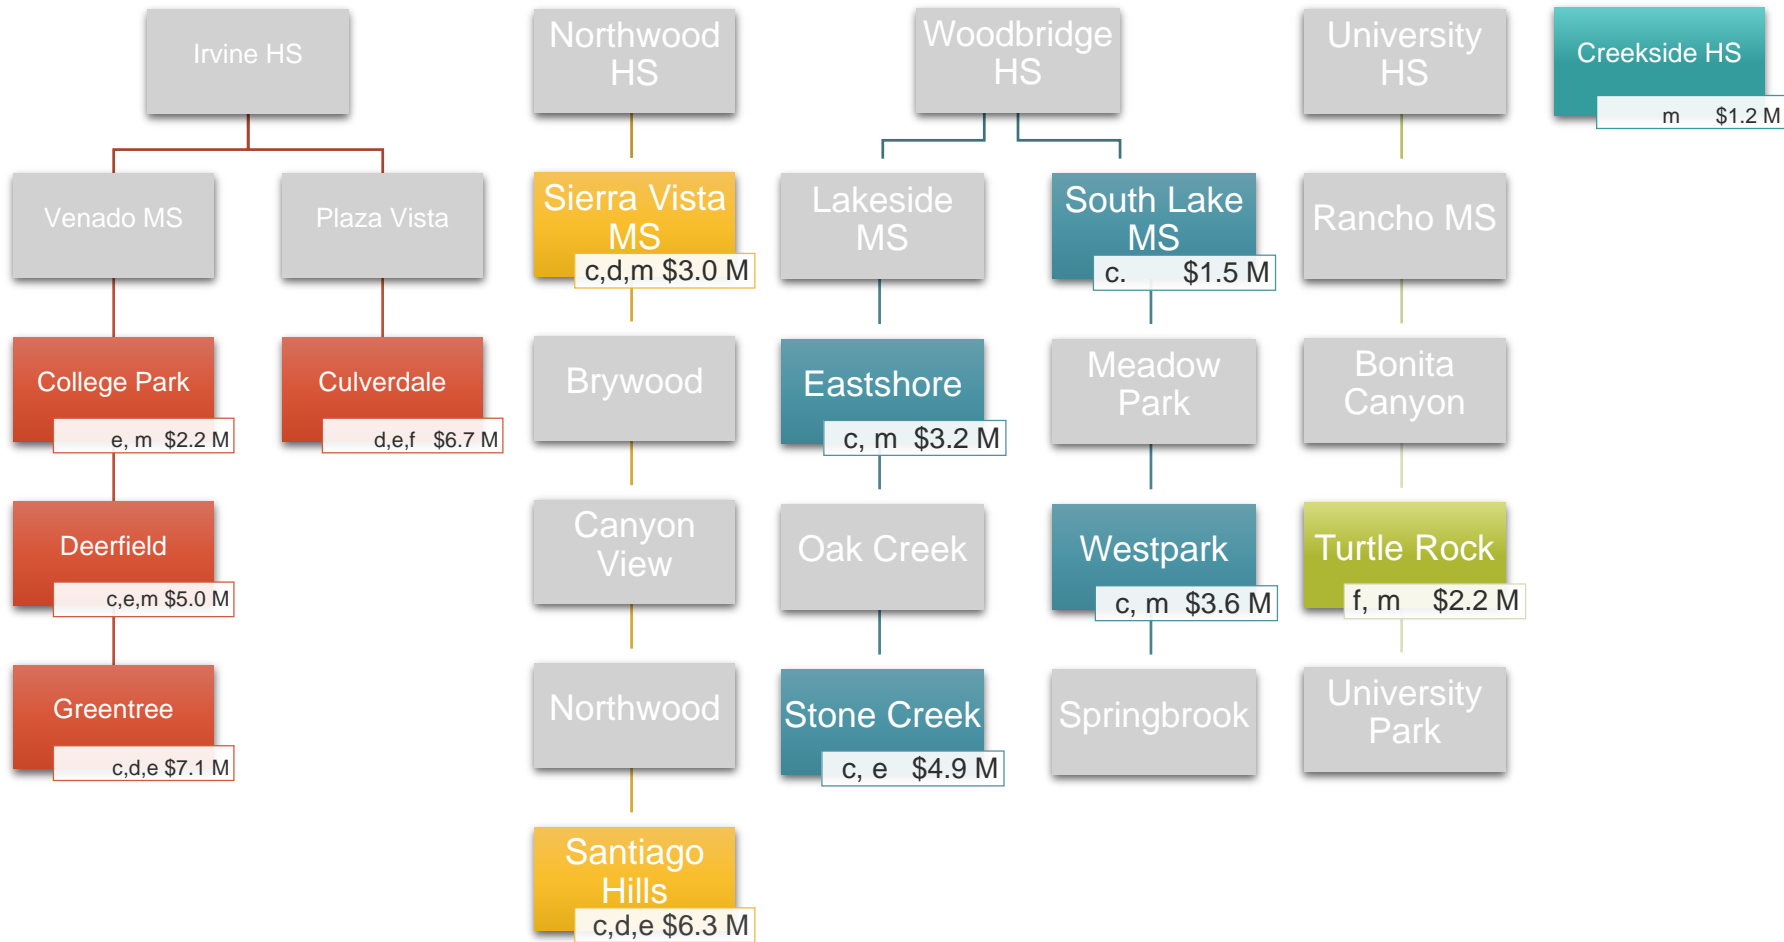 Irvine HS
Northwood
HS
Woodbridge
HS
University
HS
Creekside HS
m $1.2 M
Venado MS
Plaza Vista
Sierra Vista
MS
c,d,m $3.0 M
Lakeside
MS
South Lake
MS
c. $1.5 M
Rancho MS
College Park
e, m $2.2 M
Culverdale
d,e,f $6.7 M
Brywood
Eastshore
c, m $3.2 M
Meadow
Park
Bonita
Canyon
Deerfield
c,e,m $5.0 M
Canyon
View
Oak Creek
Westpark
c, m $3.6 M
Turtle Rock
f, m $2.2 M
Greentree
c,d,e $7.1 M
Northwood
Stone Creek
c, e $4.9 M
Springbrook
University
Park
Santiago
Hills
c,d,e $6.3 M